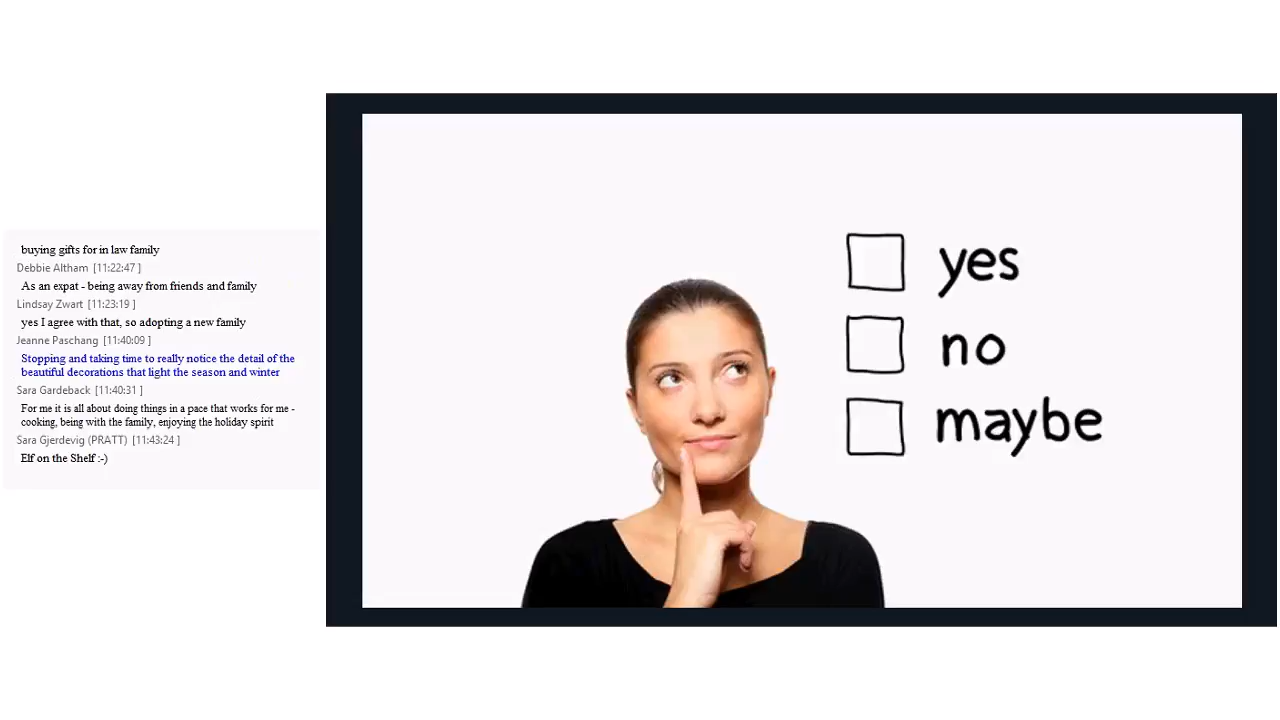 buying gifts for in law family
Debbie Altham [11:22:47 ]
As an expat - being away from friends and family
Lindsay Zwart [11:23:19 ]
yes I agree with that, so adopting a new family
Jeanne Paschang [11:40:09 ]
Stopping and taking time to really notice the detail of the
beautiful decorations that light the season and winter
Sara Gardeback [11:40:31 ]
For me it is all about doing things in a pace that works for me -
cooking, being with the family, enjoying the holiday spirit
Sara Gjerdevig (PRATT) [11:43:24 ]
Elf on the Shelf :-)
yes
no
maybe